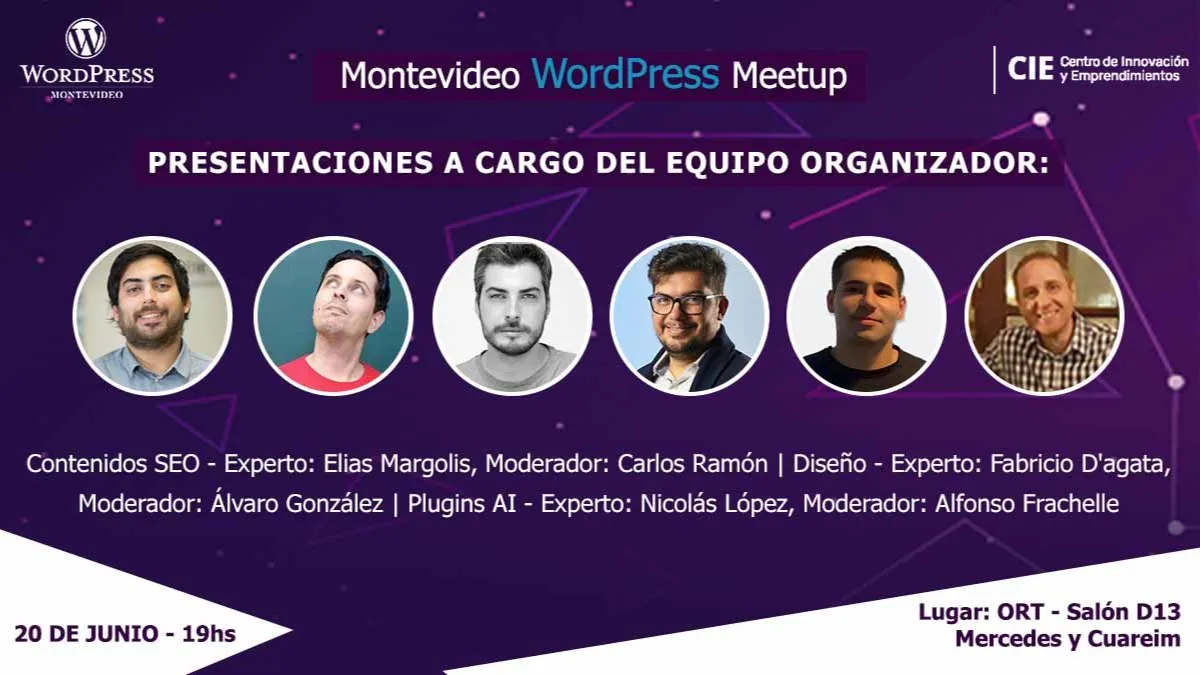 WORDPRESS
MONTEVIDEO
Montevideo WordPress Meetup
CIE Centro de Innovación
y Emprendimientos
PRESENTACIONES A CARGO DEL EQUIPO ORGANIZADOR:
Contenidos SEO - Experto: Elias Margolis, Moderador: Carlos Ramón | Diseño - Experto: Fabricio D'agata,
Moderador: Álvaro González | Plugins AI - Experto: Nicolás López, Moderador: Alfonso Frachelle
20 DE JUNIO - 19hs
Lugar: ORT - Salón D13
Mercedes y Cuareim